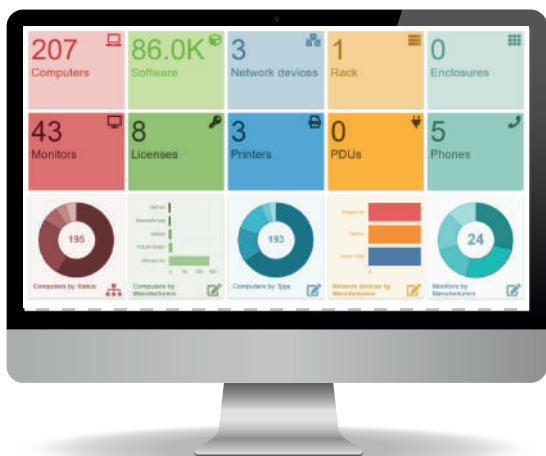 207
Computers
86.0K
Software
3
Network devices
1
Rack
0
Enclosures
43
Monitors
8
Licenses
3
Printers
0
PDUs
5
Phones
195
Computers by Status
Computers by
Manufacturers
193
Computers by Type
Network devices by
Manufacturers
24
Monitors by
Manufacturers